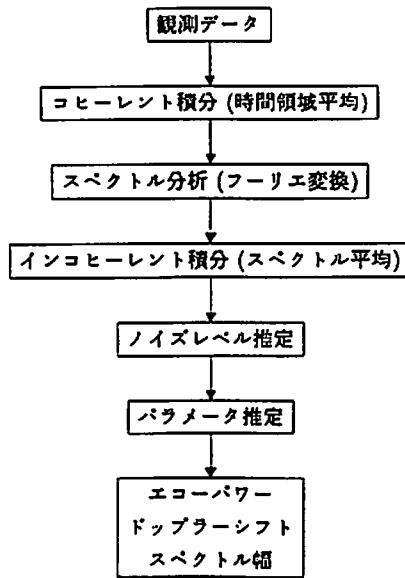 観測データ
コヒーレント積分 (時間領域平均)
スペクトル分析 (フーリエ変換)
インコヒーレント積分 (スペクトル平均)
ノイズレベル推定
パラメータ推定
エコーパワー
ドップラーシフト
スペクトル幅